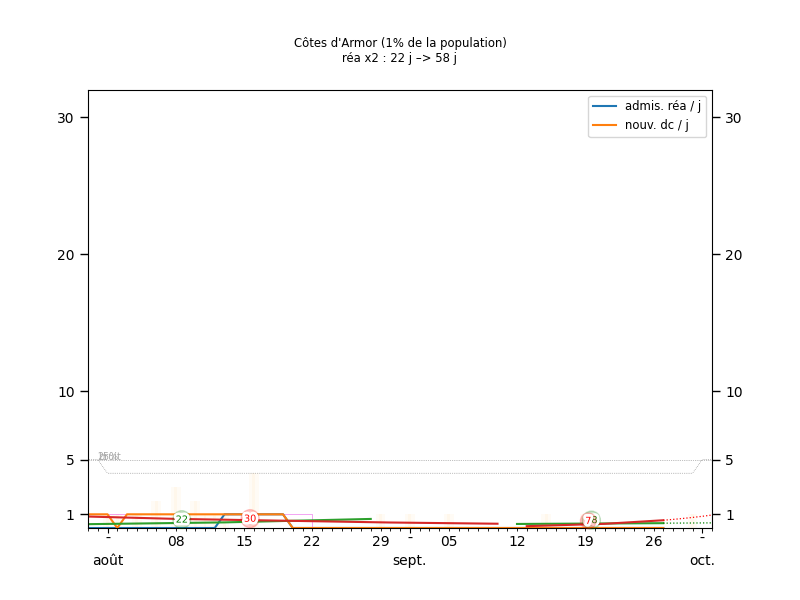 Côtes d'Armor (1% de la population)
réa x2 : 22 j –> 58 j
admis. réa / j
nouv. dc / j
30 30
20 20
10 10
5 5
1 1
22 30
- 08 15 22 29 - 05 12 19 26 -
août sept. oct.